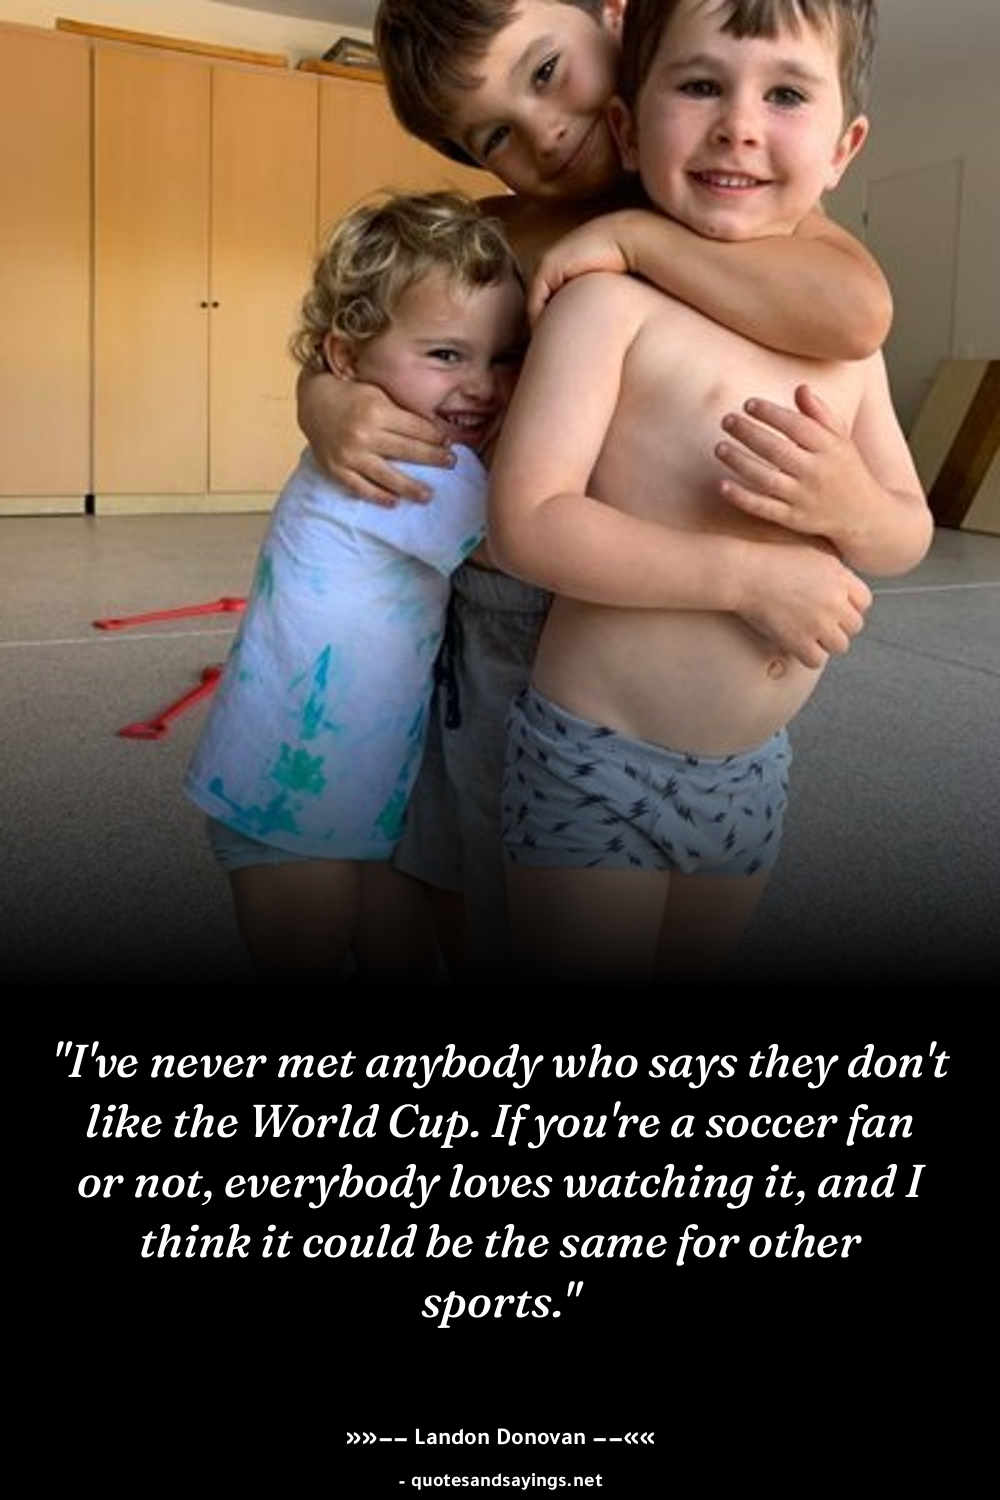 "I've never met anybody who says they don't
like the World Cup. If you're a soccer fan
or not, everybody loves watching it, and I
think it could be the same for other
sports."
»»–– Landon Donovan ––««
- quotesandsayings.net